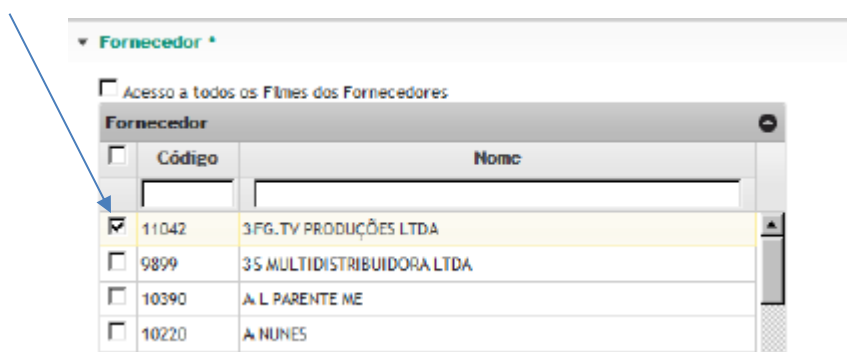 Fornecedor *
Acesso a todos os Filmes dos Fornecedores
Fornecedor
Código Nome
11042 3FG.TV PRODUÇÕES LTDA
9899 3S MULTIDISTRIBUIDORA LTDA
10390 A L PARENTE ME
10220 A NUNES